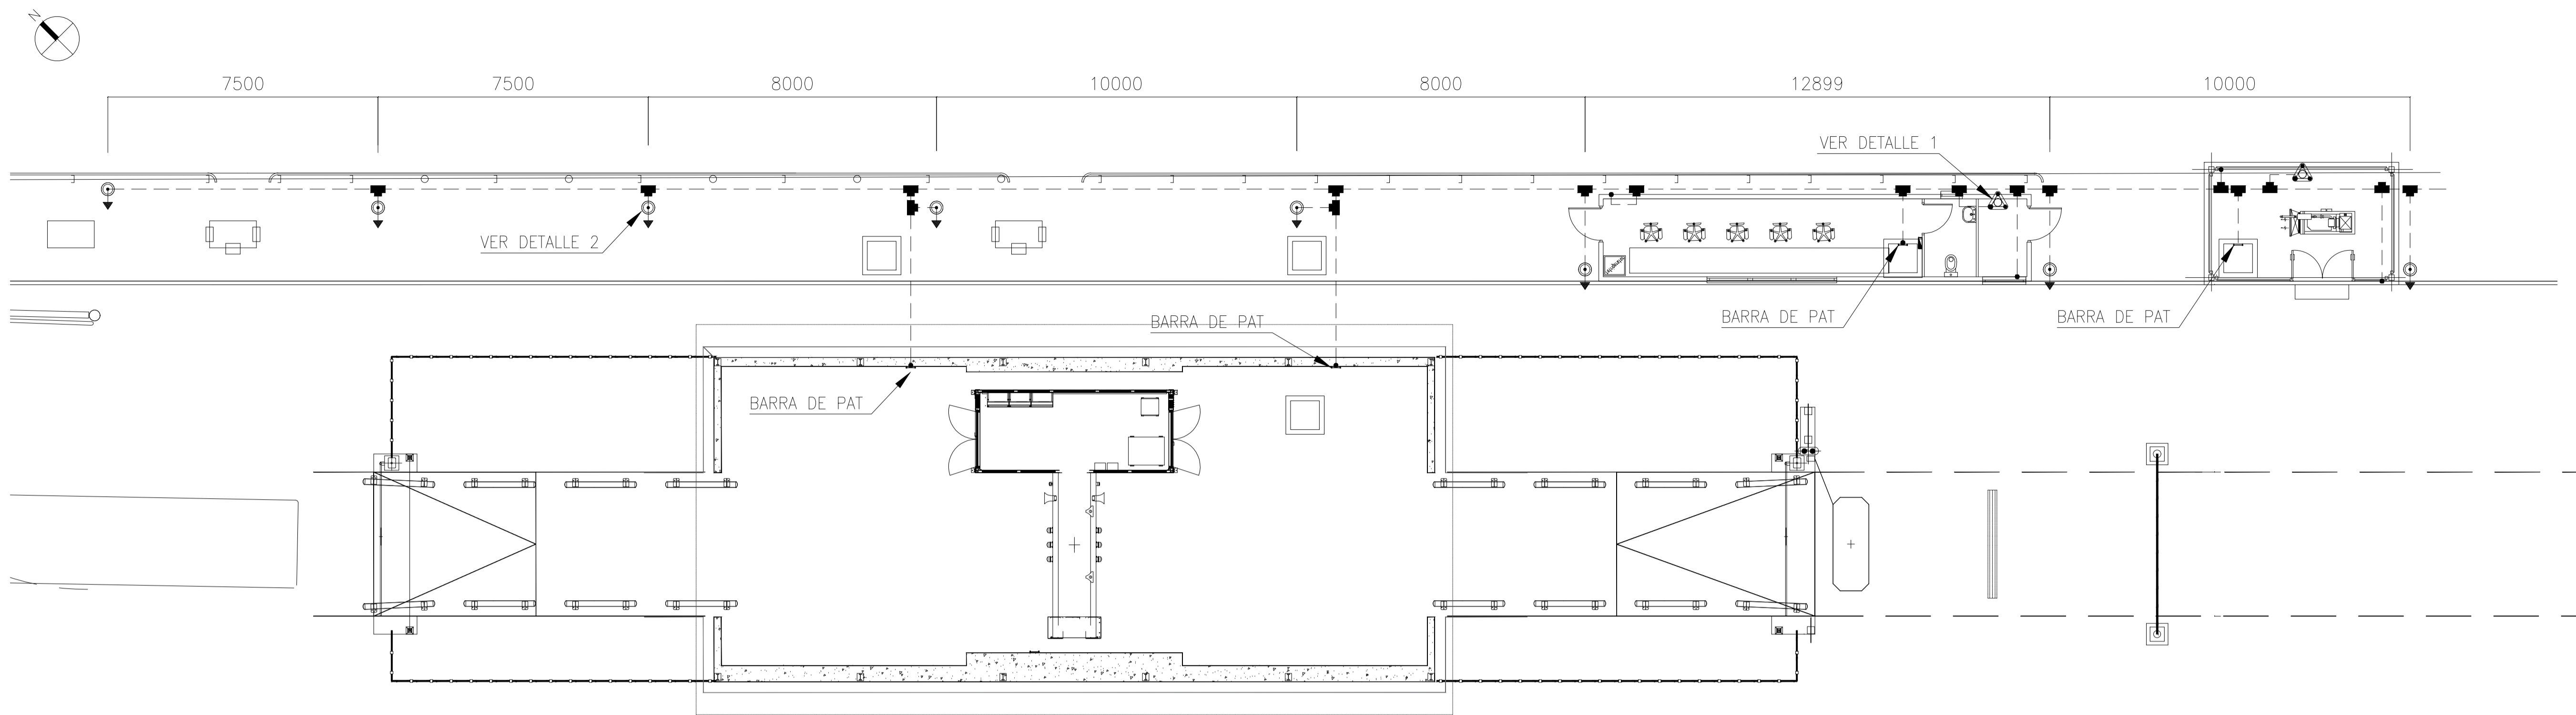 N
7500
7500
8000
10000
8000
12899
10000
VER DETALLE 1
VER DETALLE 2
BARRA DE PAT
BARRA DE PAT
BARRA DE PAT
BARRA DE PAT